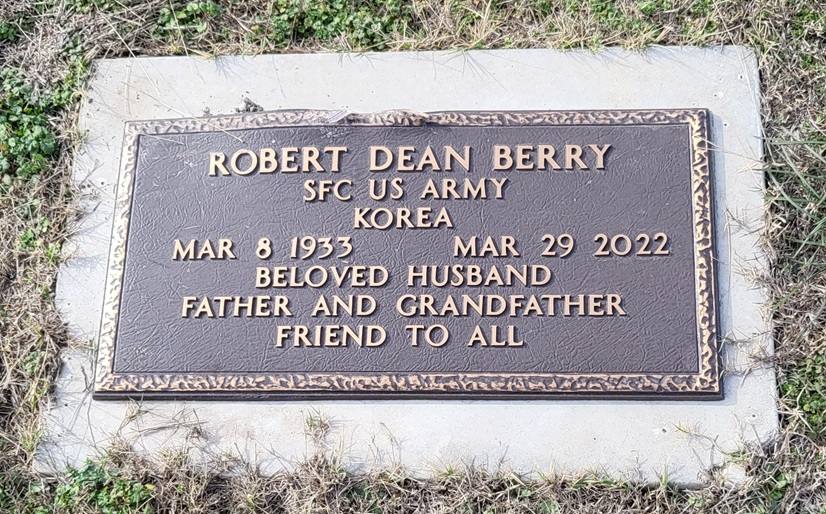 ROBERT DEAN BERRY
SFC US ARMY
KOREA
MAR 8 1933 MAR 29 2022
BELOVED HUSBAND
FATHER AND GRANDFATHER
FRIEND TO ALL